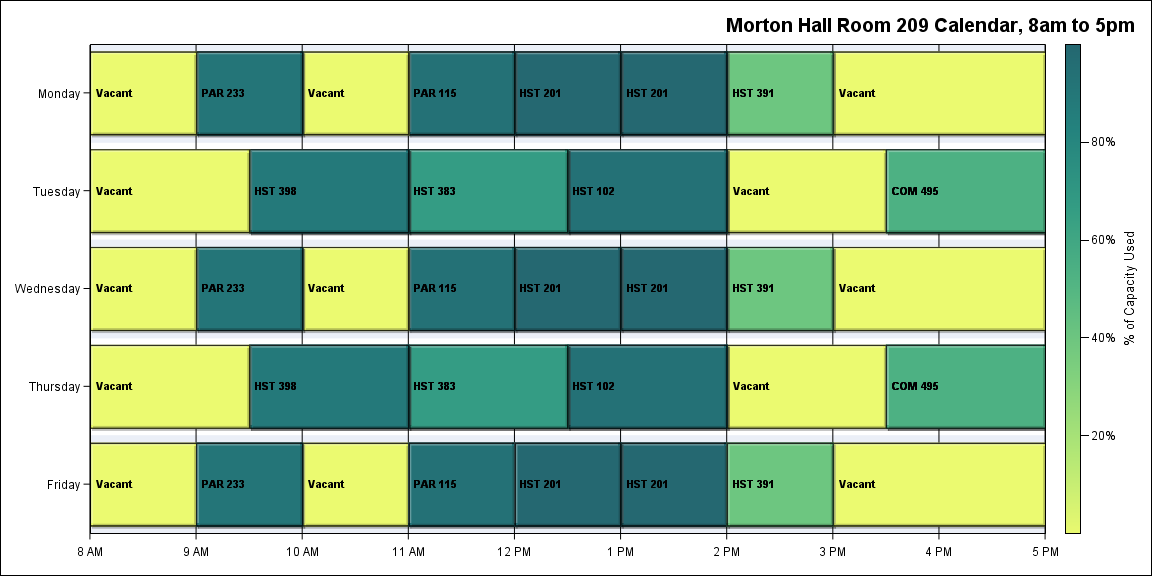 Morton Hall Room 209 Calendar, 8am to 5pm
Monday Vacant PAR 233 Vacant PAR 115 HST 201 HST 201 HST 391 Vacant
80%
Tuesday Vacant HST 398 HST 383 HST 102 Vacant COM 495
60%
% of Capacity Used
Wednesday Vacant PAR 233 Vacant PAR 115 HST 201 HST 201 HST 391 Vacant
40%
Thursday Vacant HST 398 HST 383 HST 102 Vacant COM 495
20%
Friday Vacant PAR 233 Vacant PAR 115 HST 201 HST 201 HST 391 Vacant
8 AM 9 AM 10 AM 11 AM 12 PM 1 PM 2 PM 3 PM 4 PM 5 PM